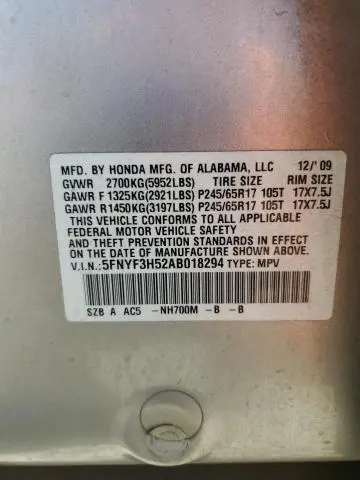 MFD. BY HONDA MFG. OF ALABAMA, LLC 12/'09
GVWR 2700KG(5952LBS) TIRE SIZE RIM SIZE
GAWR F 1325KG(2921LBS) P245/65R17 105T 17X7.5J
GAWR R1450KG(3197LBS) P245/65R17 105T 17X7.5J
THIS VEHICLE CONFORMS TO ALL APPLICABLE
FEDERAL MOTOR VEHICLE SAFETY, BUMPER,
AND THEFT PREVENTION STANDARDS IN EFFECT
ON THE DATE OF MANUFACTURE SHOWN ABOVE.
V.I.N.:5FNYF3H52AB018294 TYPE: MPV
SZB A AC5 -NH700M -B -B